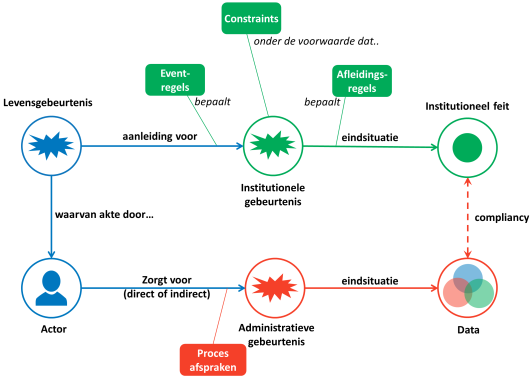 Constraints
onder de voorwaarde dat..
Event-
regels
bepaalt
Afleidings-
regels
bepaalt
Levensgebeurtenis
aanleiding voor
eindsituatie
Institutioneel feit
Institutionele
gebeurtenis
waarvan akte door...
compliancy
Zorgt voor
(direct of indirect)
eindsituatie
Actor
Administratieve
gebeurtenis
Data
Proces
afspraken